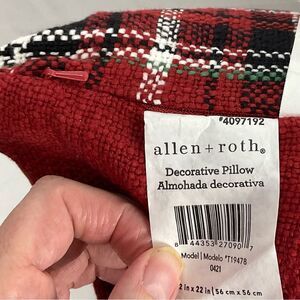 #4097192
allen + roth®
Decorative Pillow
Almohada decorativa
8 44353 27090 7
Model | Modelo #T19478
0421
2 in x 22 in | 56 cm x 56 cm